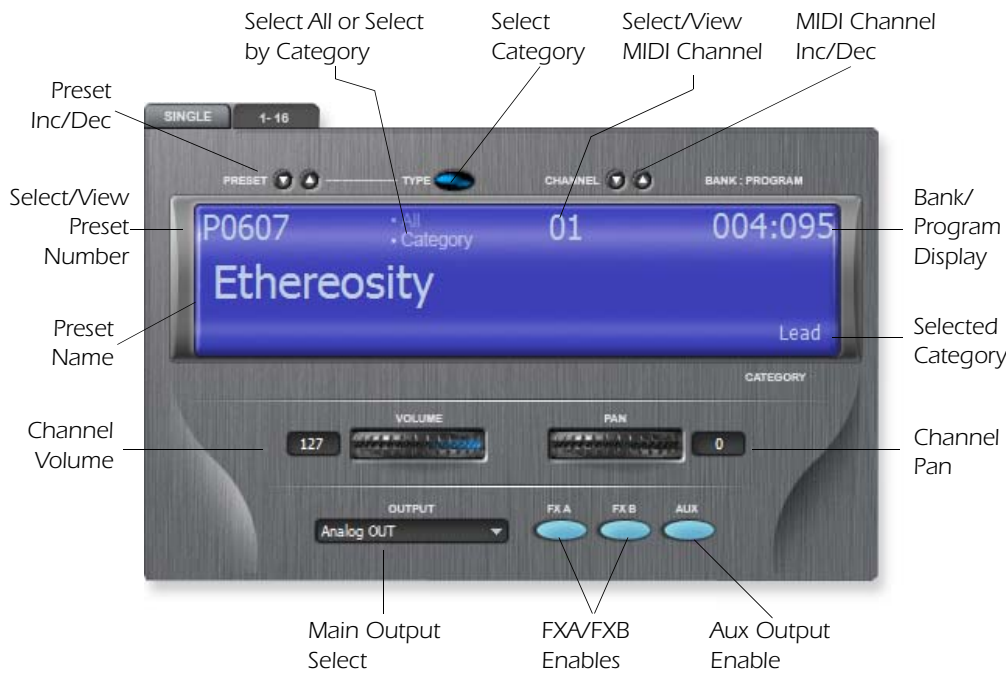 Select All or Select
by Category
Select
Category
Select/View
MIDI Channel
MIDI Channel
Inc/Dec
Preset
Inc/Dec
SINGLE
1-16
PRESET
TYPE
CHANNEL
BANK : PROGRAM
Select/View
Preset
Number
P0607
• All
• Category
01
004:095
Bank/
Program
Display
Ethereosity
Preset
Name
Lead
Selected
Category
CATEGORY
Channel
Volume
VOLUME
127
PAN
0
Channel
Pan
OUTPUT
Analog OUT
FX A
FX B
AUX
Main Output
Select
FXA/FXB
Enables
Aux Output
Enable